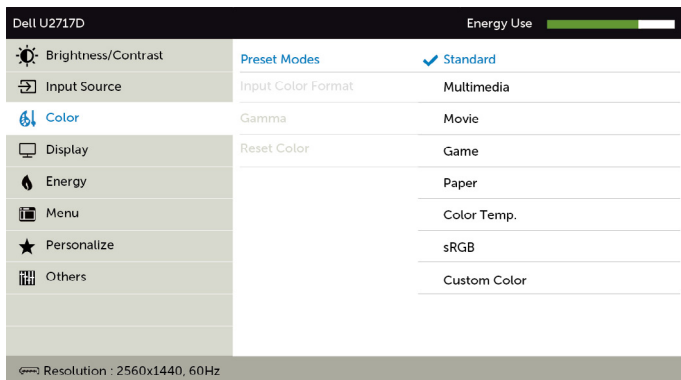 Dell U2717D
Energy Use
Brightness/Contrast
Input Source
Color
Display
Energy
Menu
Personalize
Others
Preset Modes
Input Color Format
Gamma
Reset Color
Standard
Multimedia
Movie
Game
Paper
Color Temp.
sRGB
Custom Color
Resolution : 2560x1440, 60Hz